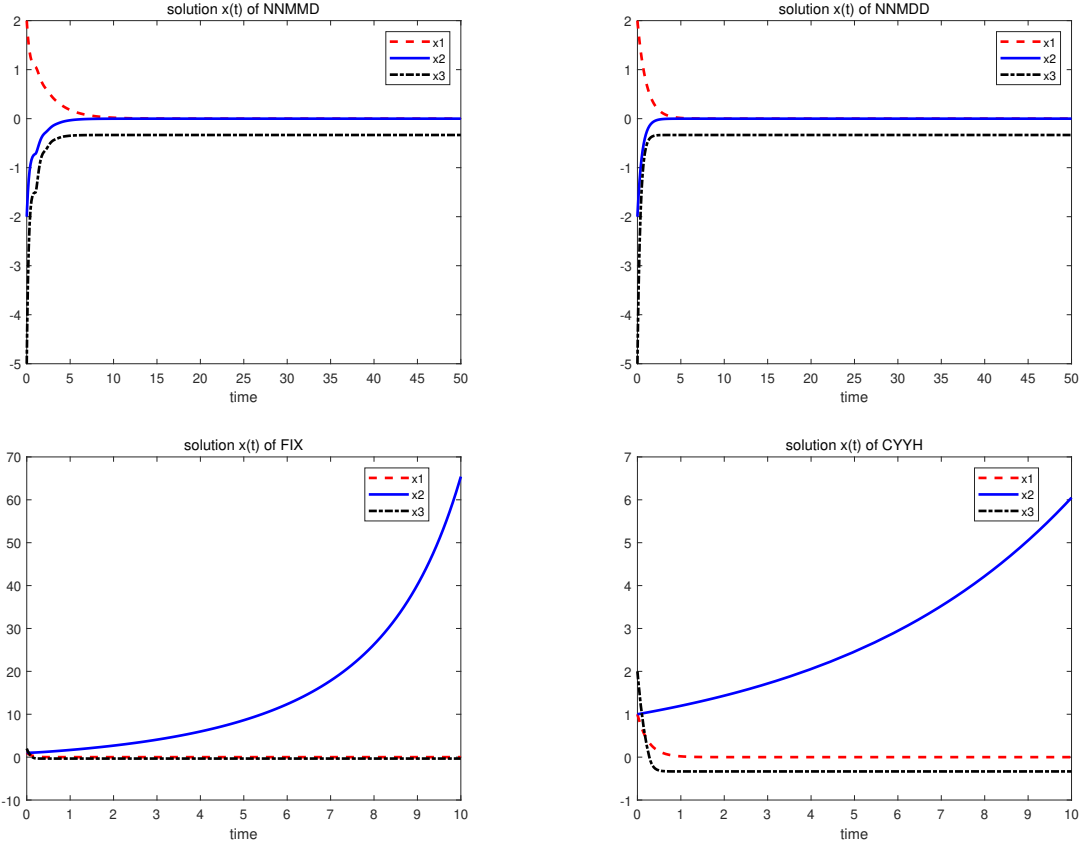 solution x(t) of NNMMD
2
1
0
-1
-2
-3
-4
-5
0 5 10 15 20 25 30 35 40 45 50
time
x1
x2
x3
solution x(t) of NNMDD
2
1
0
-1
-2
-3
-4
-5
0 5 10 15 20 25 30 35 40 45 50
time
x1
x2
x3
solution x(t) of FIX
70
60
50
40
30
20
10
0
-10
0 1 2 3 4 5 6 7 8 9 10
time
x1
x2
x3
solution x(t) of CYYH
7
6
5
4
3
2
1
0
-1
0 1 2 3 4 5 6 7 8 9 10
time
x1
x2
x3